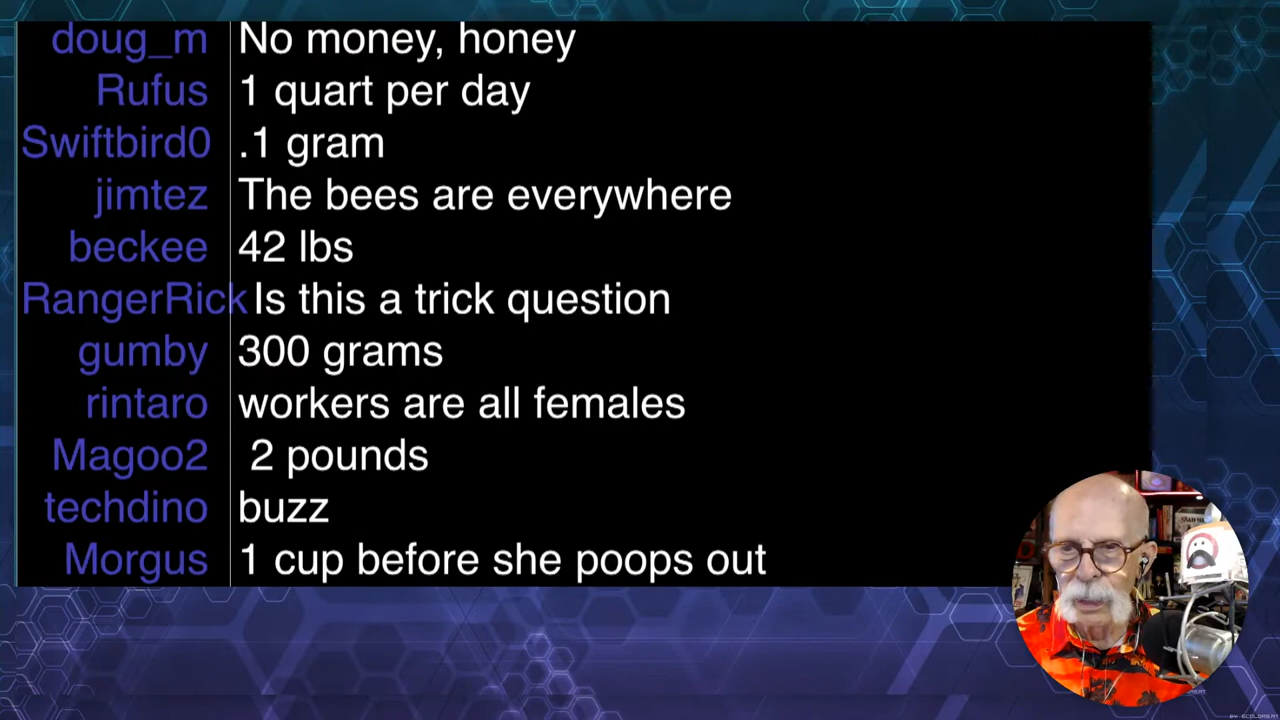 doug_m No money, honey
Rufus 1 quart per day
Swiftbird0 .1 gram
jimtez The bees are everywhere
beckee 42 lbs
RangerRick Is this a trick question
gumby 300 grams
rintaro workers are all females
Magoo2 2 pounds
techdino buzz
Morgus 1 cup before she poops out